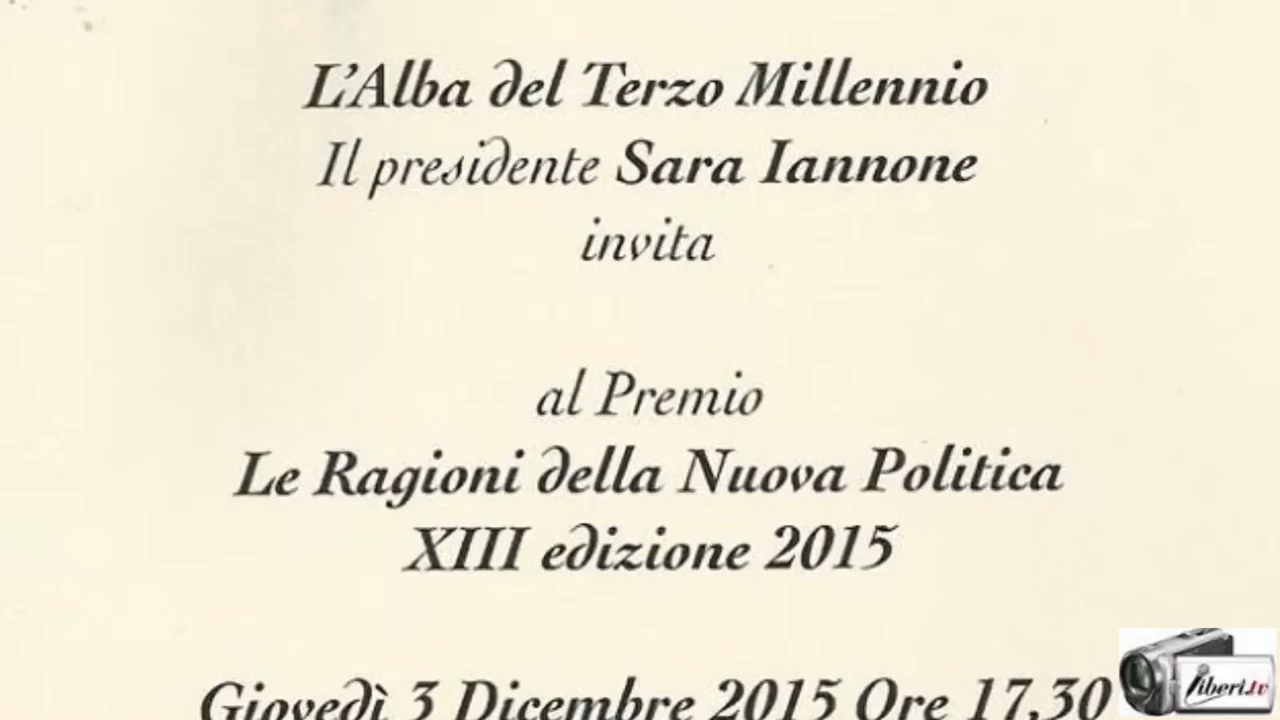 L'Alba del Terzo Millennio
Il presidente Sara Iannone
invita
al Premio
Le Ragioni della Nuova Politica
XIII edizione 2015
Giovedì 3 Dicembre 2015 Ore 17,30
liberi.tv